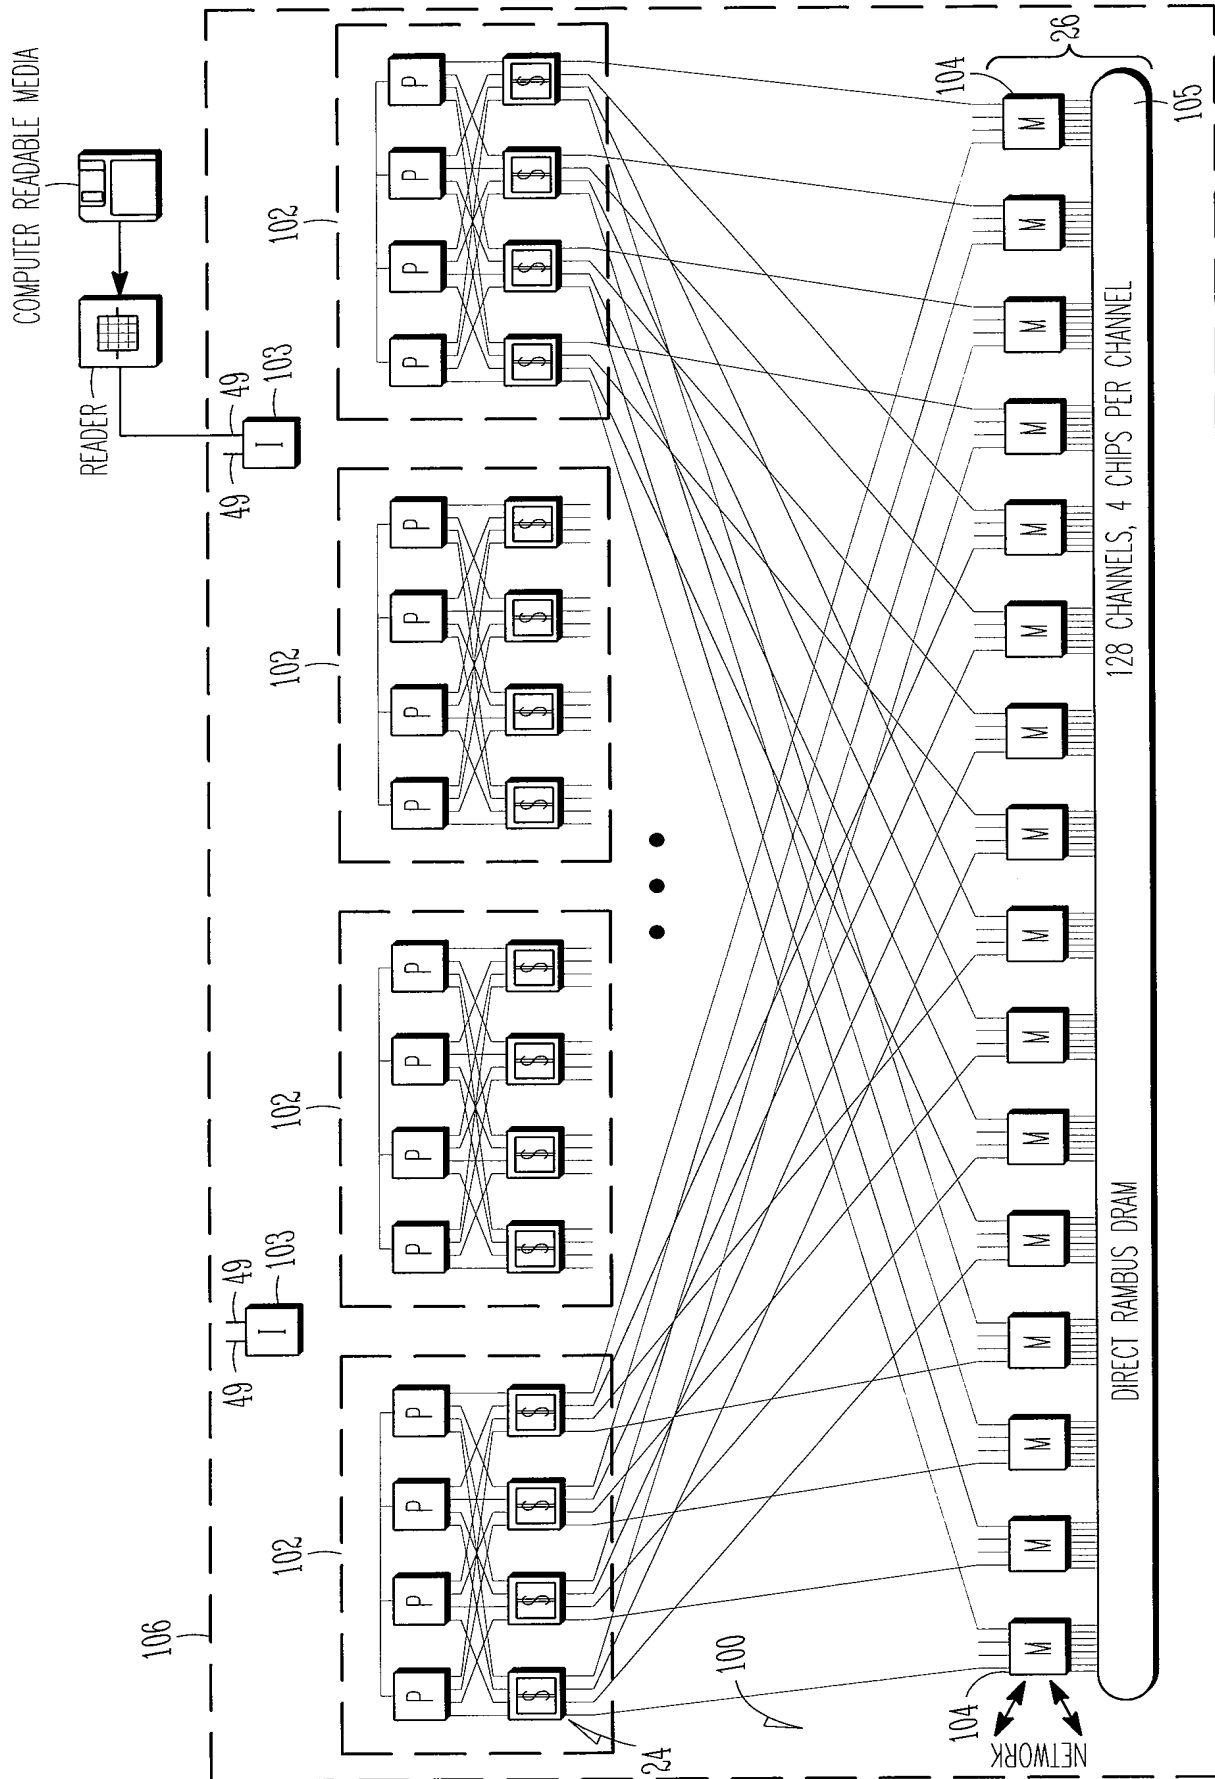 COMPUTER READABLE MEDIA
READER
106
49 49 49 49
I 103 I 103
102 102 102 102
P P P P P P P P P P P P P P P P
$ $ $ $ $ $ $ $ $ $ $ $ $ $ $ $
24
100
104 104
M M M M M M M M M M M M M M M M
NETWORK
26
DIRECT RAMBUS DRAM 128 CHANNELS, 4 CHIPS PER CHANNEL
105